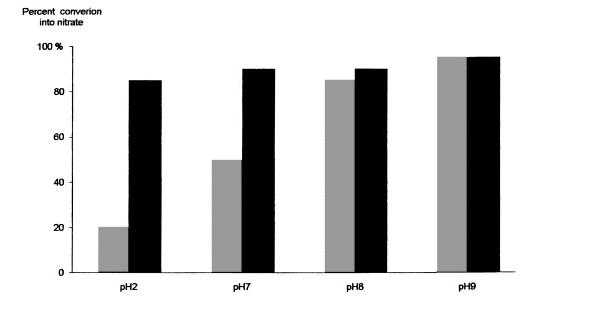 Percent converion
into nitrate
100 %
80
60
40
20
0
pH2 pH7 pH8 pH9